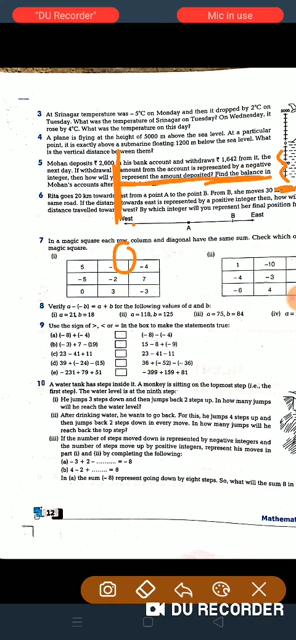 "DU RECORDER"
Mic in use
3 At Srinagar temperature was – 5°C on Monday and then it dropped by 2°C on
Tuesday. What was the temperature of Srinagar on Tuesday? On Wednesday, it
rose by 4°C. What was the temperature on this day?
4 A plane is flying at the height of 5000 m above the sea level. At a particular
point, it is exactly above a submarine floating 1200 m below the sea level. What
is the vertical distance between them?
5 Mohan deposits ₹ 2,000 in his bank account and withdraws ₹ 1,642 from it, the
next day. If withdrawal amount from the account is represented by a negative
integer, then how will you represent the amount deposited? Find the balance in
Mohan's account after
6 Rita goes 20 km towards east from a point A to the point B. From B, she moves 30
same road. If the distance towards east is represented by a positive integer, then, how wil
distance travelled towards west? By which integer will you represent her final position f
West B East
A
7 In a magic square each row, column and diagonal have the same sum. Check which o
magic square.
(i) (ii)
5 – – 4 1 –10
– 5 – 2 7 –4 –3
0 3 – 3 –6 4
8 Verify a – (– b) = a + b for the following values of a and b:
(i) a = 21, b = 18 (ii) a = 118, b = 125 (iii) a = 75, b = 84 (iv) a =
9 Use the sign of >, < or = in the box to make the statements true:
(a) (– 8) + (– 4) (– 8) – (– 4)
(b) (– 3) + 7 – (19) 15 – 8 + (– 9)
(c) 23 – 41 + 11 23 – 41 – 11
(d) 39 + (– 24) – (15) 36 + (– 52) – (– 36)
(e) – 231 + 79 + 51 – 399 + 159 + 81
10 A water tank has steps inside it. A monkey is sitting on the topmost step (i.e., the
first step). The water level is at the ninth step:
(i) He jumps 3 steps down and then jumps back 2 steps up. In how many jumps
will he reach the water level?
(ii) After drinking water, he wants to go back. For this, he jumps 4 steps up and
then jumps back 2 steps down in every move. In how many jumps will he
reach back the top step?
(iii) If the number of steps moved down is represented by negative integers and
the number of steps move up by positive integers, represent his moves in
part (i) and (ii) by completing the following:
(a) – 3 + 2 – .......... = – 8
(b) 4 – 2 + ........ = 8
In (a) the sum (– 8) represent going down by eight steps. So, what will the sum 8 in
12
Mathemat
DU RECORDER